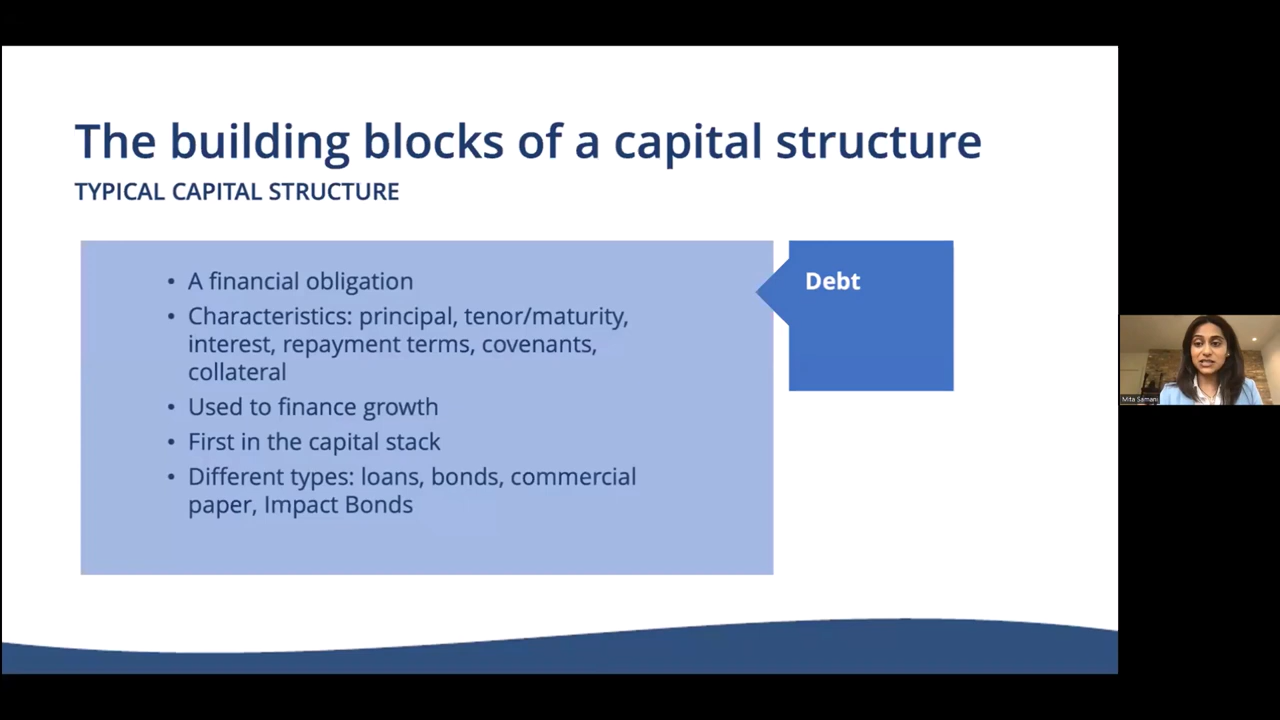 The building blocks of a capital structure
TYPICAL CAPITAL STRUCTURE
• A financial obligation
• Characteristics: principal, tenor/maturity,
interest, repayment terms, covenants,
collateral
• Used to finance growth
• First in the capital stack
• Different types: loans, bonds, commercial
paper, Impact Bonds
Debt
Mita Samani